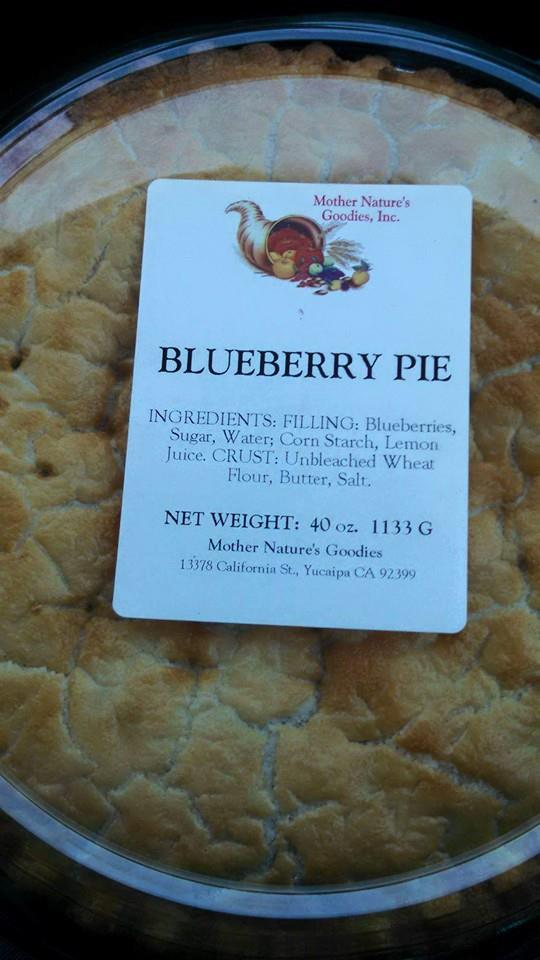 Mother Nature's
Goodies, Inc.
BLUEBERRY PIE
INGREDIENTS: FILLING: Blueberries,
Sugar, Water; Corn Starch, Lemon
Juice. CRUST: Unbleached Wheat
Flour, Butter, Salt.
NET WEIGHT: 40 oz. 1133 G
Mother Nature's Goodies
13378 California St., Yucaipa CA 92399